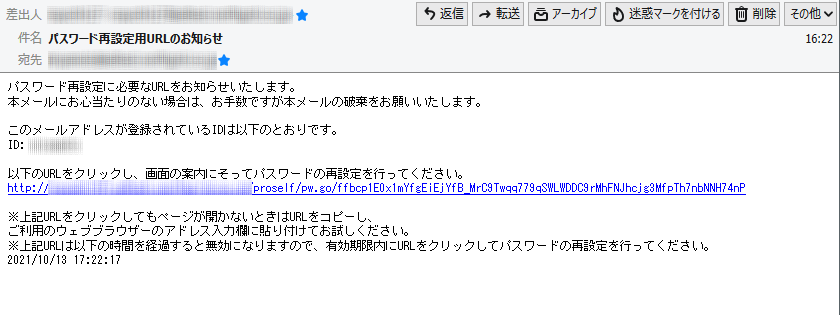 差出人 返信 転送 アーカイブ 迷惑マークを付ける 削除 その他
件名 パスワード再設定用URLのお知らせ 16:22
宛先
パスワード再設定に必要なURLをお知らせいたします。
本メールにお心当たりのない場合は、お手数ですが本メールの破棄をお願いいたします。
このメールアドレスが登録されているIDは以下のとおりです。
ID:
以下のURLをクリックし、画面の案内にそってパスワードの再設定を行ってください。
http:// proself/pw.go/ffbcp1E0x1mYfgEiEjYfB_MrC9Twqq779qSWLWDDC9rMhFNJhcjg3MfpTh7nbNNH74nP
※上記URLをクリックしてもページが開かないときはURLをコピーし、
ご利用のウェブブラウザーのアドレス入力欄に貼り付けてお試しください。
※上記URLは以下の時間を経過すると無効になりますので、有効期限内にURLをクリックしてパスワードの再設定を行ってください。
2021/10/13 17:22:17